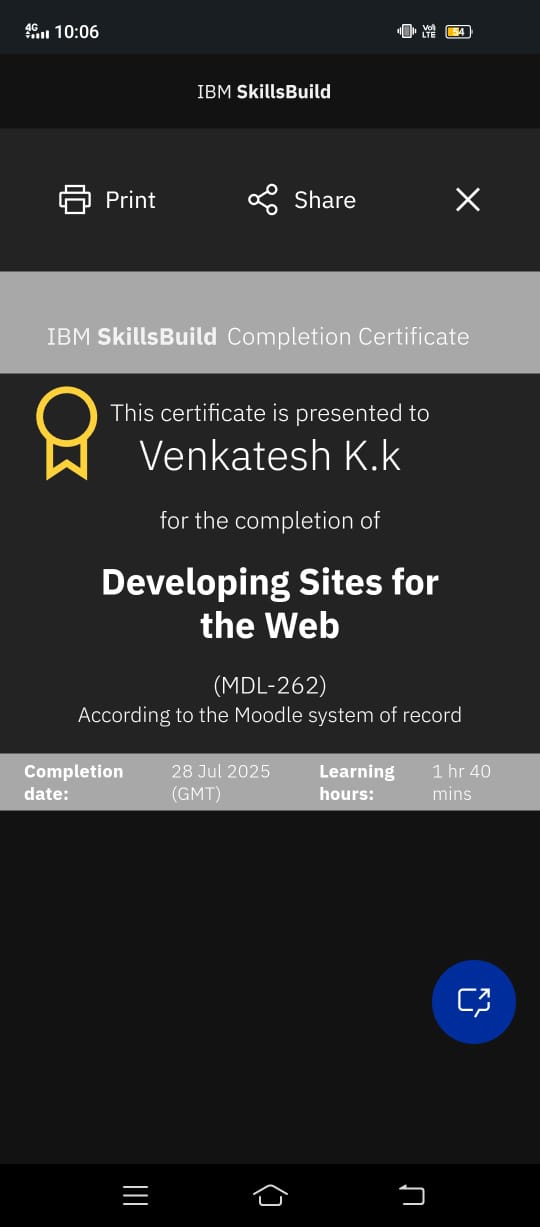 4G 10:06 Vo) LTE 54
IBM SkillsBuild
Print Share
IBM SkillsBuild Completion Certificate
This certificate is presented to
Venkatesh K.k
for the completion of
Developing Sites for
the Web
(MDL-262)
According to the Moodle system of record
Completion date: 28 Jul 2025 (GMT) Learning hours: 1 hr 40 mins